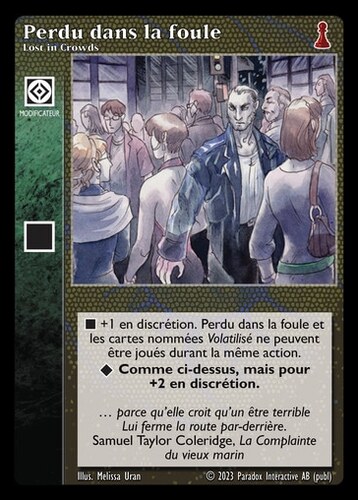 Perdu dans la foule
Lost in Crowds
MODIFICATEUR
+1 en discrétion. Perdu dans la foule et
les cartes nommées Volatilisé ne peuvent
être joués durant la même action.
Comme ci-dessus, mais pour
+2 en discrétion.
… parce qu'elle croit qu'un être terrible
Lui ferme la route par-derrière.
Samuel Taylor Coleridge, La Complainte
du vieux marin
Illus. Melissa Uran
© 2023 Paradox Interactive AB (publ)